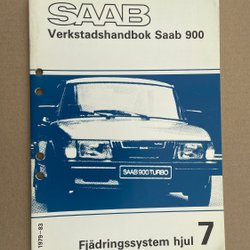 SAAB
Verkstadshandbok Saab 900
SAAB 900 TURBO
1979-83
Fjädringssystem hjul 7